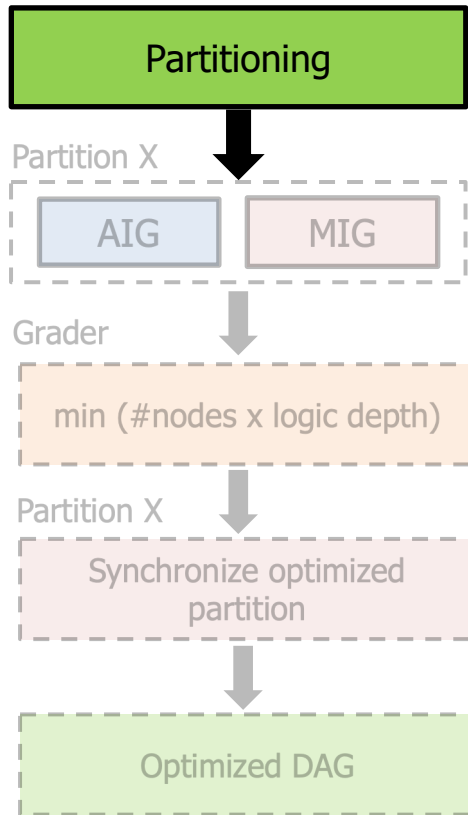 Partitioning
Partition X
AIG MIG
Grader
min (#nodes x logic depth)
Partition X
Synchronize optimized
partition
Optimized DAG